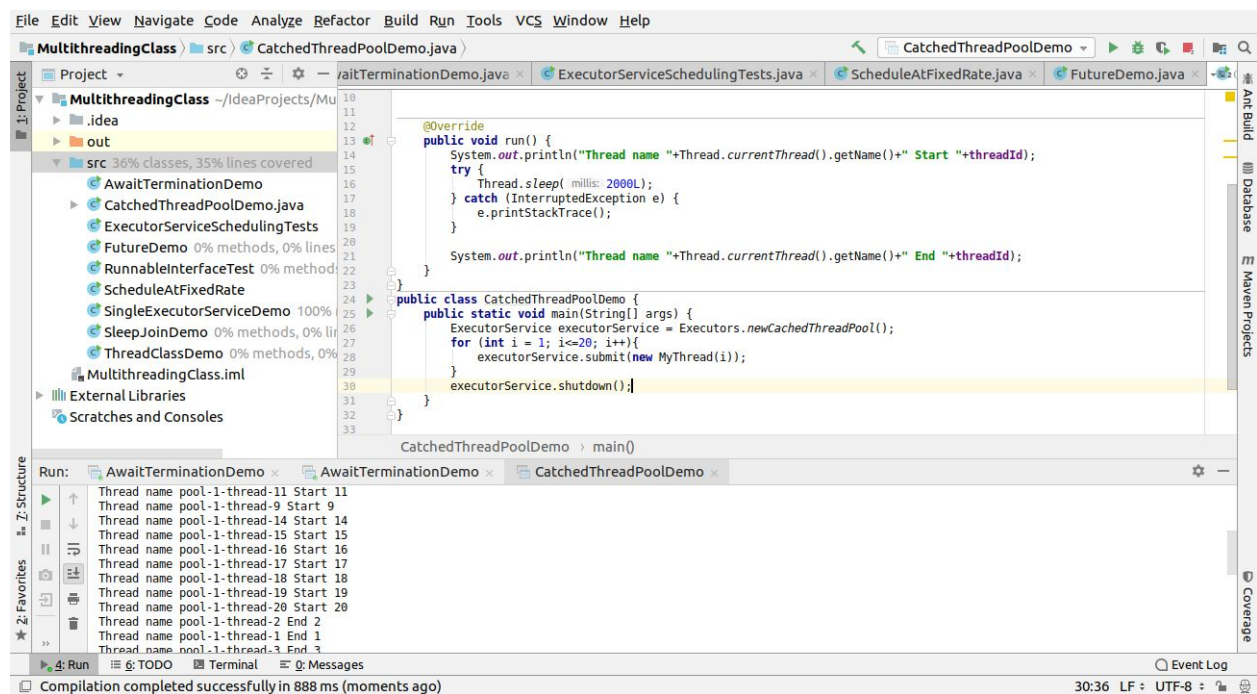 File Edit View Navigate Code Analyze Refactor Build Run Tools VCS Window Help
MultithreadingClass src CatchedThreadPoolDemo.java
CatchedThreadPoolDemo
1: Project
Project
MultithreadingClass ~/IdeaProjects/Mu
.idea
out
src 36% classes, 35% lines covered
AwaitTerminationDemo
CatchedThreadPoolDemo.java
ExecutorServiceSchedulingTests
FutureDemo 0% methods, 0% lines
RunnableInterfaceTest 0% method
ScheduleAtFixedRate
SingleExecutorServiceDemo 100%
SleepJoinDemo 0% methods, 0% lin
ThreadClassDemo 0% methods, 0%
MultithreadingClass.iml
External Libraries
Scratches and Consoles
vaitTerminationDemo.java ExecutorServiceSchedulingTests.java ScheduleAtFixedRate.java FutureDemo.java
10
11
12 @Override
13 public void run() {
14 System.out.println("Thread name "+Thread.currentThread().getName()+" Start "+threadId);
15 try {
16 Thread.sleep( millis: 2000L);
17 } catch (InterruptedException e) {
18 e.printStackTrace();
19 }
20
21 System.out.println("Thread name "+Thread.currentThread().getName()+" End "+threadId);
22 }
23 }
24 public class CatchedThreadPoolDemo {
25 public static void main(String[] args) {
26 ExecutorService executorService = Executors.newCachedThreadPool();
27 for (int i = 1; i<=20; i++){
28 executorService.submit(new MyThread(i));
29 }
30 executorService.shutdown();
31 }
32 }
33
CatchedThreadPoolDemo › main()
Ant Build
Database
m Maven Projects
Coverage
7: Structure
2: Favorites
Run: AwaitTerminationDemo AwaitTerminationDemo CatchedThreadPoolDemo
Thread name pool-1-thread-11 Start 11
Thread name pool-1-thread-9 Start 9
Thread name pool-1-thread-14 Start 14
Thread name pool-1-thread-15 Start 15
Thread name pool-1-thread-16 Start 16
Thread name pool-1-thread-17 Start 17
Thread name pool-1-thread-18 Start 18
Thread name pool-1-thread-19 Start 19
Thread name pool-1-thread-20 Start 20
Thread name pool-1-thread-2 End 2
Thread name pool-1-thread-1 End 1
Thread name pool-1-thread-3 End 3
4: Run 6: TODO Terminal 0: Messages Event Log
Compilation completed successfully in 888 ms (moments ago) 30:36 LF UTF-8